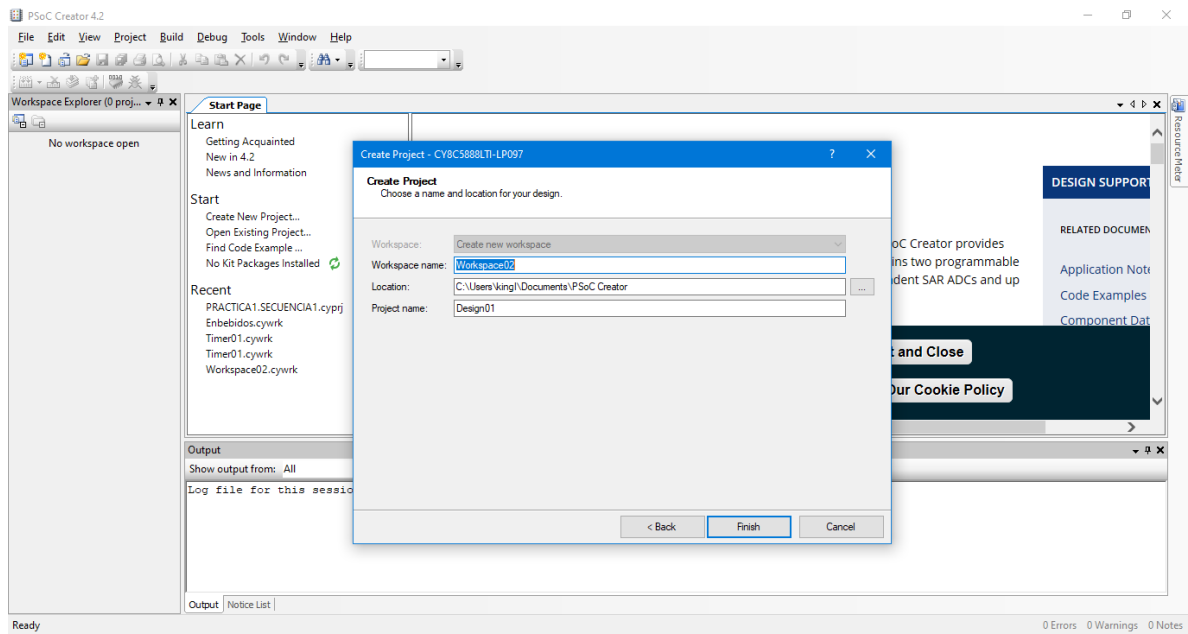 PSoC Creator 4.2
File Edit View Project Build Debug Tools Window Help
Workspace Explorer (0 proj...
No workspace open
Start Page
Learn
Getting Acquainted
New in 4.2
News and Information
Start
Create New Project...
Open Existing Project...
Find Code Example ...
No Kit Packages Installed
Recent
PRACTICA1.SECUENCIA1.cyprj
Enbebidos.cywrk
Timer01.cywrk
Timer01.cywrk
Workspace02.cywrk
Create Project - CY8C5888LTI-LP097 ?
Create Project
Choose a name and location for your design.
Workspace: Create new workspace
Workspace name: Workspace02
Location: C:\Users\kingl\Documents\PSoC Creator ...
Project name: Design01
< Back Finish Cancel
oC Creator provides
ins two programmable
dent SAR ADCs and up
DESIGN SUPPORT
RELATED DOCUMEN
Application Note
Code Examples
Component Dat
t and Close
Our Cookie Policy
Resource Meter
Output
Show output from: All
Log file for this sessio
Output Notice List
Ready 0 Errors 0 Warnings 0 Notes